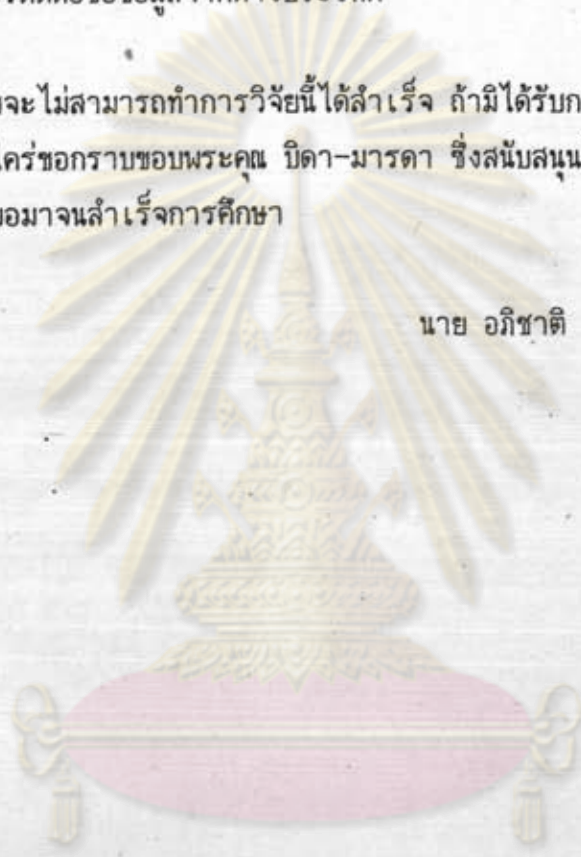 จะไม่สามารถทำการวิจัยนี้ได้สำเร็จ ถ้ามิได้รับ
ใคร่ขอกราบขอบพระคุณ บิดา-มารดา ซึ่งสนับสนุน
มาจนสำเร็จการศึกษา
นาย อภิชาติ